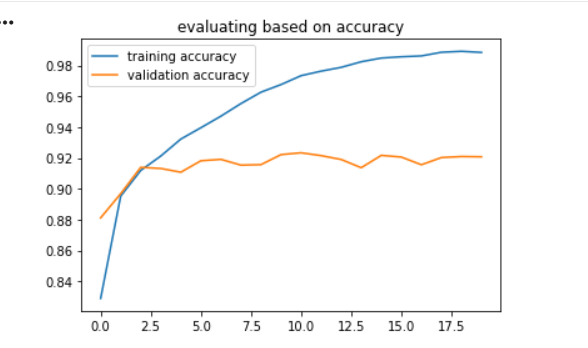 ...
evaluating based on accuracy
training accuracy
validation accuracy
0.98
0.96
0.94
0.92
0.90
0.88
0.86
0.84
0.0 2.5 5.0 7.5 10.0 12.5 15.0 17.5